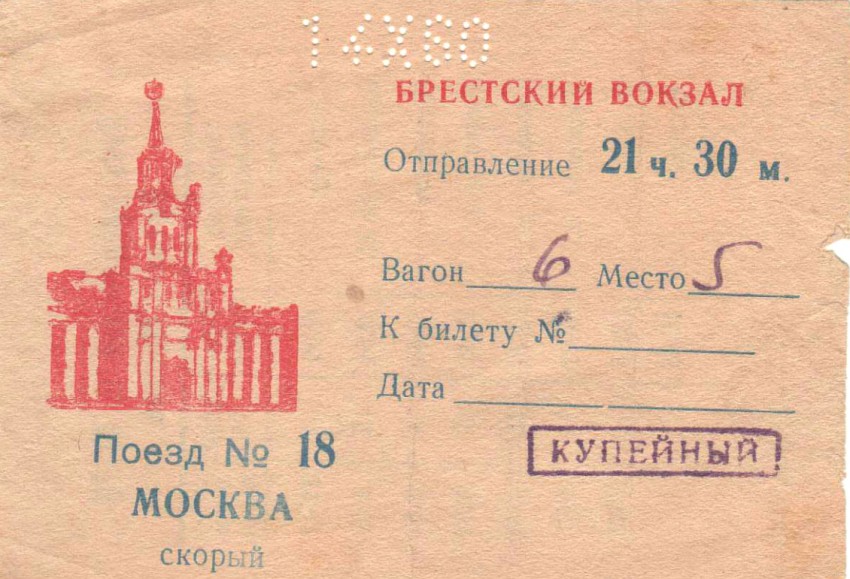 14X60
БРЕСТСКИЙ ВОКЗАЛ
Отправление 21 ч. 30 м.
Вагон 6 Место 5
К билету №
Дата
КУПЕЙНЫЙ
Поезд № 18
МОСКВА
скорый